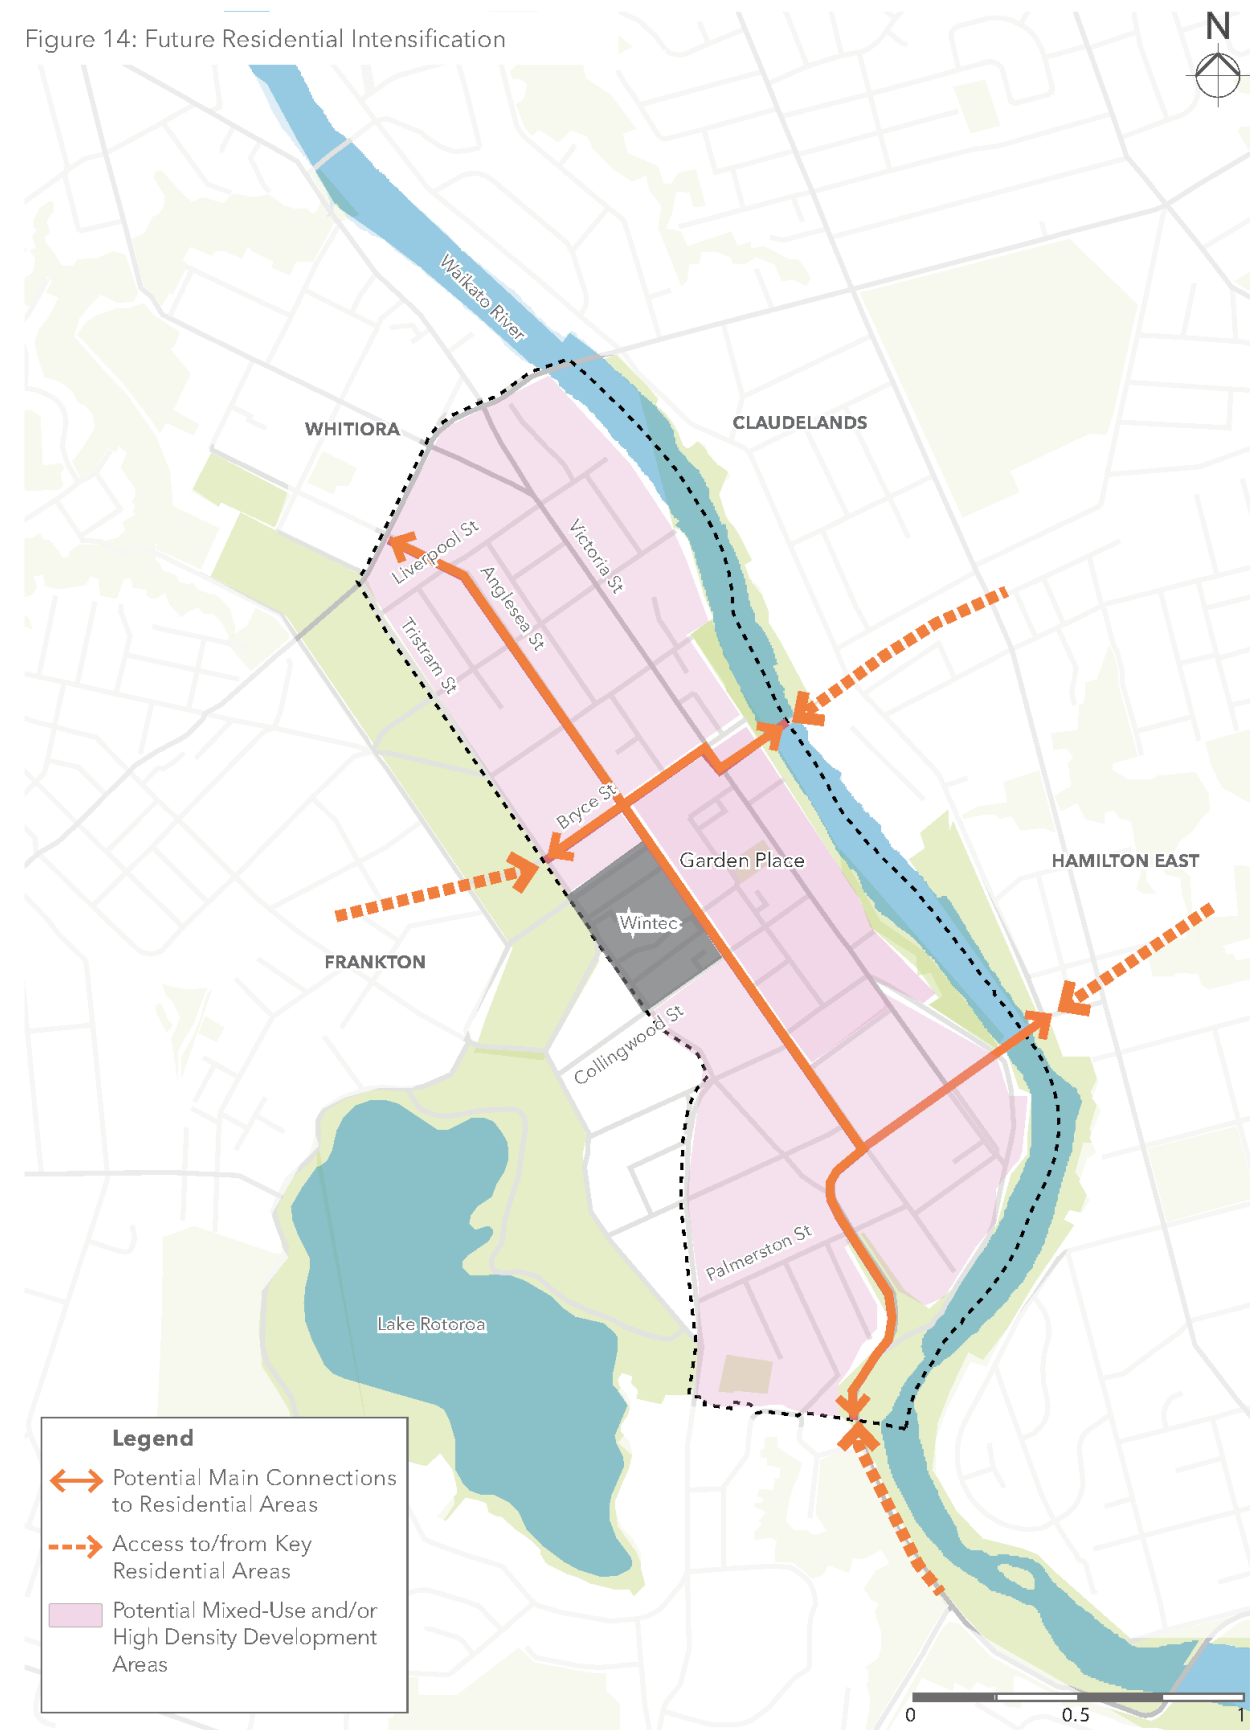 Figure 14: Future Residential Intensification
N
Waikato River
WHITIORA
CLAUDELANDS
Liverpool St
Victoria St
Anglesea St
Tristram St
Bryce St
Garden Place
HAMILTON EAST
Wintec
FRANKTON
Collingwood St
Palmerston St
Lake Rotoroa
Legend
Potential Main Connections
to Residential Areas
Access to/from Key
Residential Areas
Potential Mixed-Use and/or
High Density Development
Areas
0 0.5 1